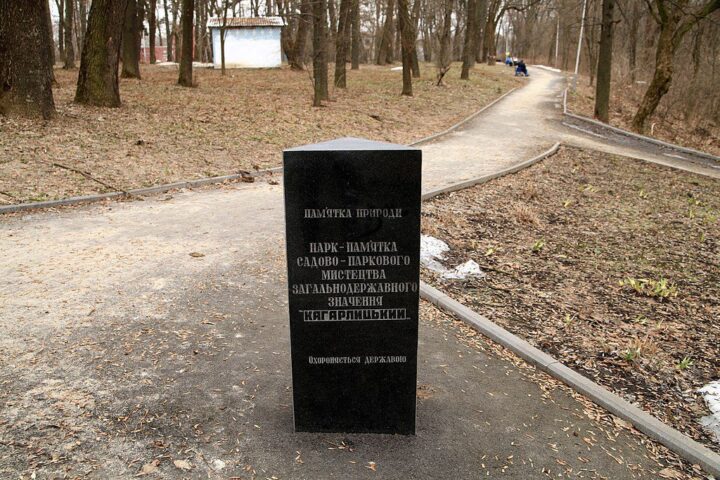 ПАМ'ЯТКА ПРИРОДИ
ПАРК-ПАМ'ЯТКА
САДОВО-ПАРКОВОГО
МИСТЕЦТВА
ЗАГАЛЬНОДЕРЖАВНОГО
ЗНАЧЕННЯ
"КАГАРЛИЦЬКИЙ"
Охороняється державою